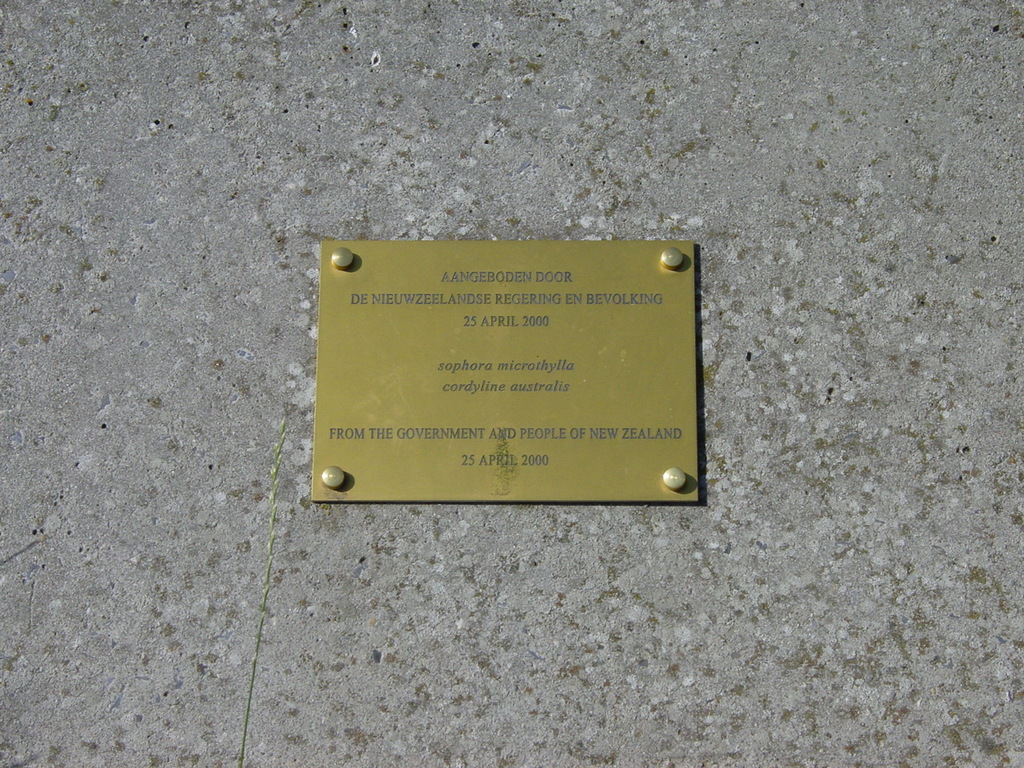 AANGEBODEN DOOR
DE NIEUWZEELANDSE REGERING EN BEVOLKING
25 APRIL 2000
sophora microthylla
cordyline australis
FROM THE GOVERNMENT AND PEOPLE OF NEW ZEALAND
25 APRIL 2000